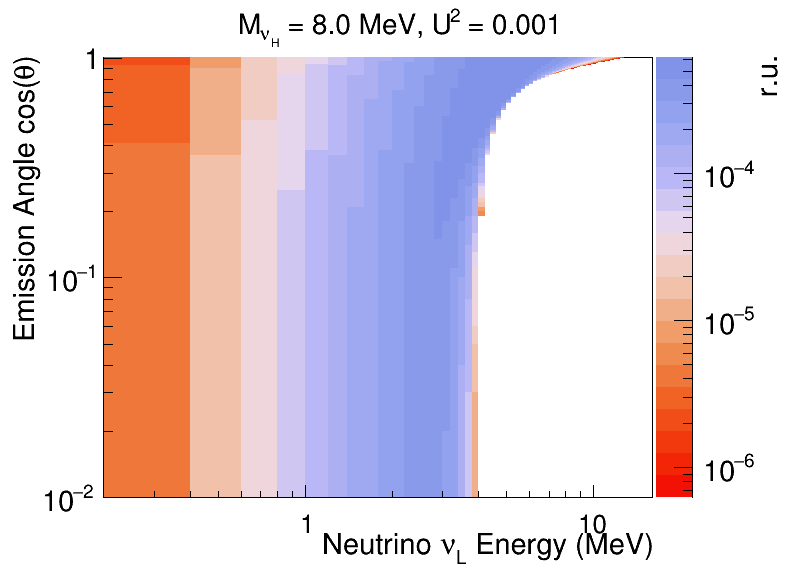 M_{ν_H} = 8.0 MeV, U² = 0.001
Emission Angle cos(θ)
1
10⁻¹
10⁻²
1
10
Neutrino ν_L Energy (MeV)
r.u.
10⁻⁴
10⁻⁵
10⁻⁶